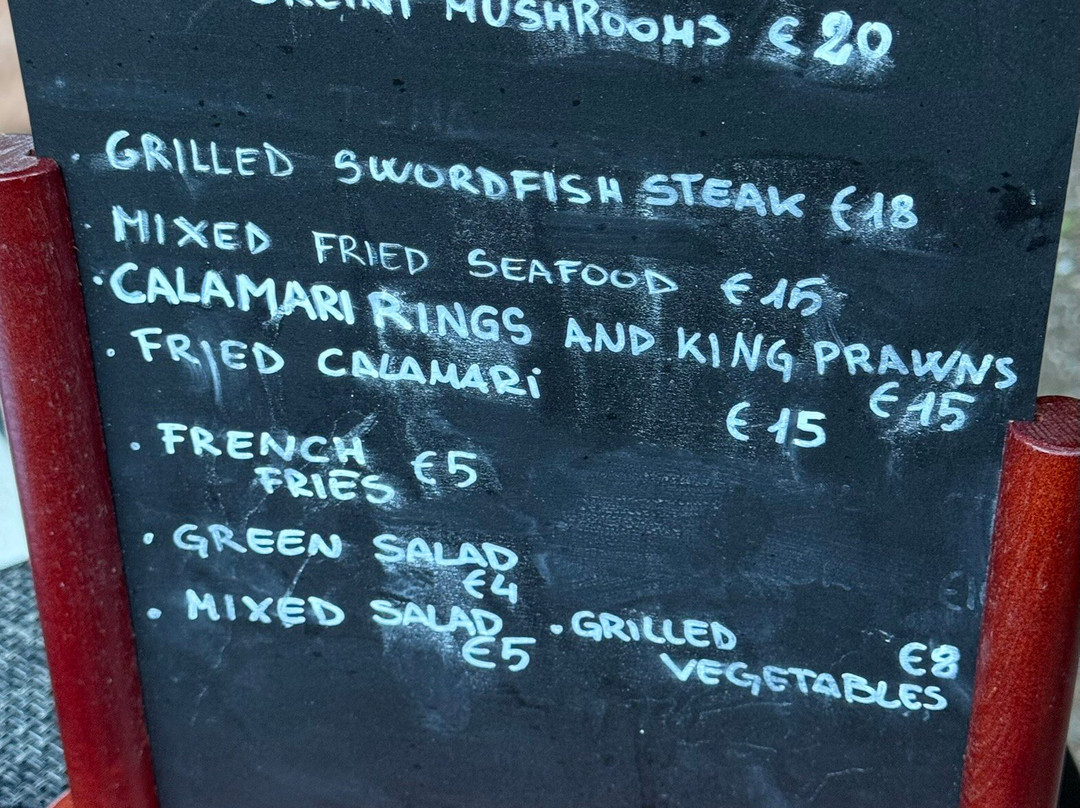 MUSHROOMS €20
· GRILLED SWORDFISH STEAK €18
· MIXED FRIED SEAFOOD €15
· CALAMARI RINGS AND KING PRAWNS
€15
· FRIED CALAMARI
€15
· FRENCH €5
FRIES
· GREEN SALAD
€4
· MIXED SALAD
€5
· GRILLED €8
VEGETABLES